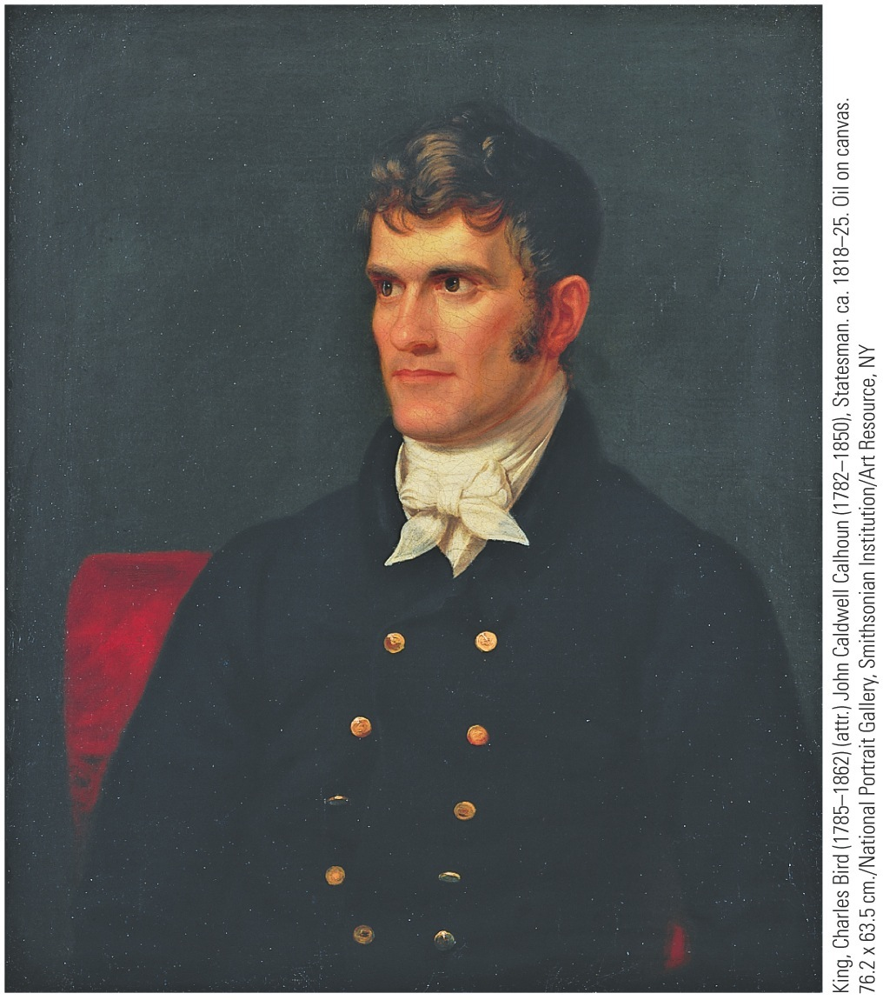 King, Charles Bird (1785–1862) (attr.) John Caldwell Calhoun (1782–1850), Statesman. ca. 1818–25. Oil on canvas.
76.2 x 63.5 cm./National Portrait Gallery, Smithsonian Institution/Art Resource, NY